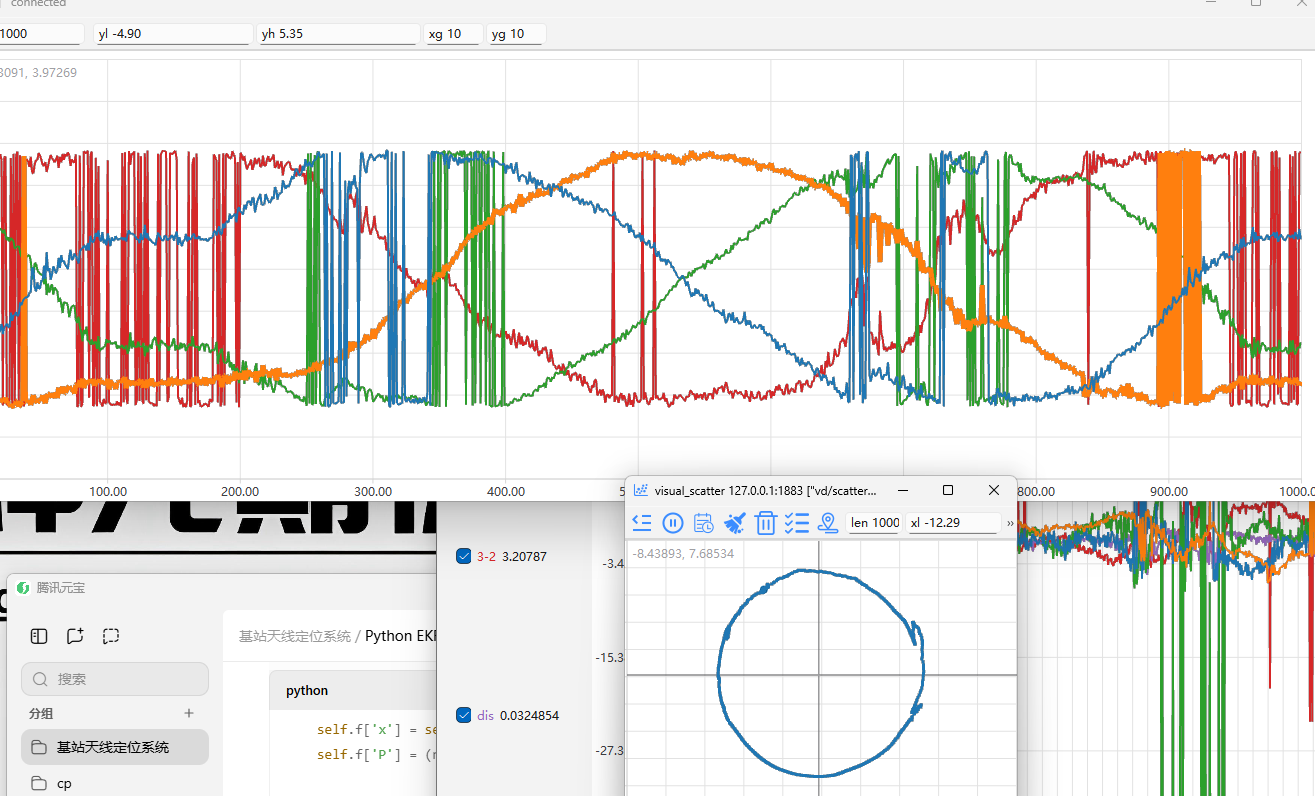 connected
1000
yl -4.90
yh 5.35
xg 10
yg 10
3091, 3.97269
100.00
200.00
300.00
400.00
800.00
900.00
1000.0
visual_scatter 127.0.0.1:1883 ["vd/scatter...
len 1000
xl -12.29
»
-8.43893, 7.68534
3-2 3.20787
dis 0.0324854
-3.4
-15.3
-27.3
腾讯元宝
搜索
分组
基站天线定位系统
cp
基站天线定位系统 / Python EK
python
self.f['x'] = se
self.f['P'] = (